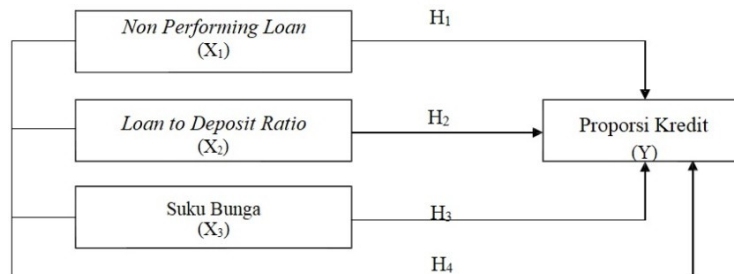 Non Performing Loan
(X₁)
H₁
Loan to Deposit Ratio
(X₂)
H₂
Proporsi Kredit
(Y)
Suku Bunga
(X₃)
H₃
H₄